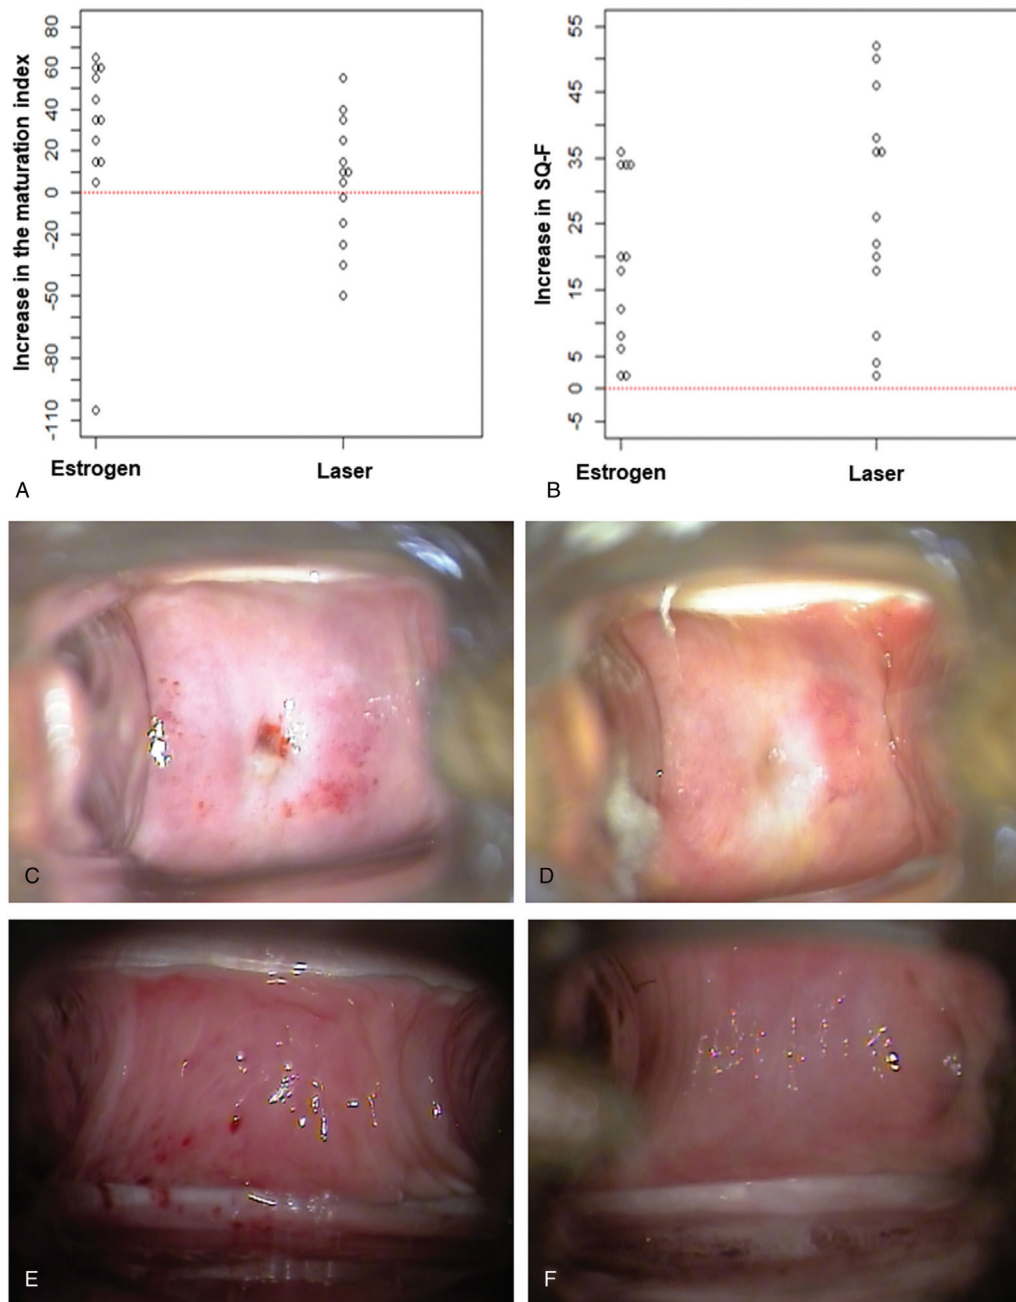 Increase in the maturation index
80
60
40
20
0
-20
-50
-80
-110
Estrogen
Laser
A
Increase in SQ-F
55
45
35
25
15
5
0
-5
Estrogen
Laser
B
C
D
E
F